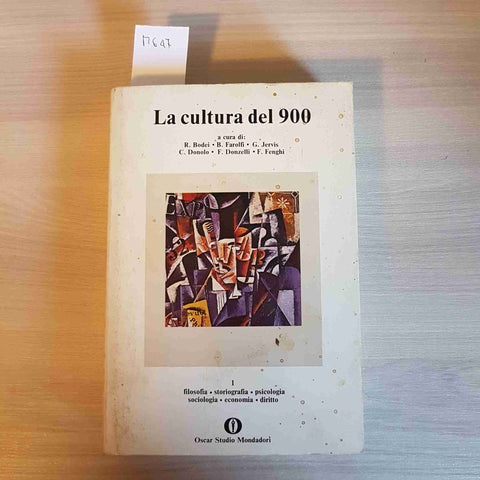 17647
La cultura del 900
a cura di:
R. Bodei • B. Farolfi • G. Jervis
C. Donolo • F. Donzelli • F. Fenghi
1
filosofia • storiografia • psicologia
sociologia • economia • diritto
Oscar Studio Mondadori